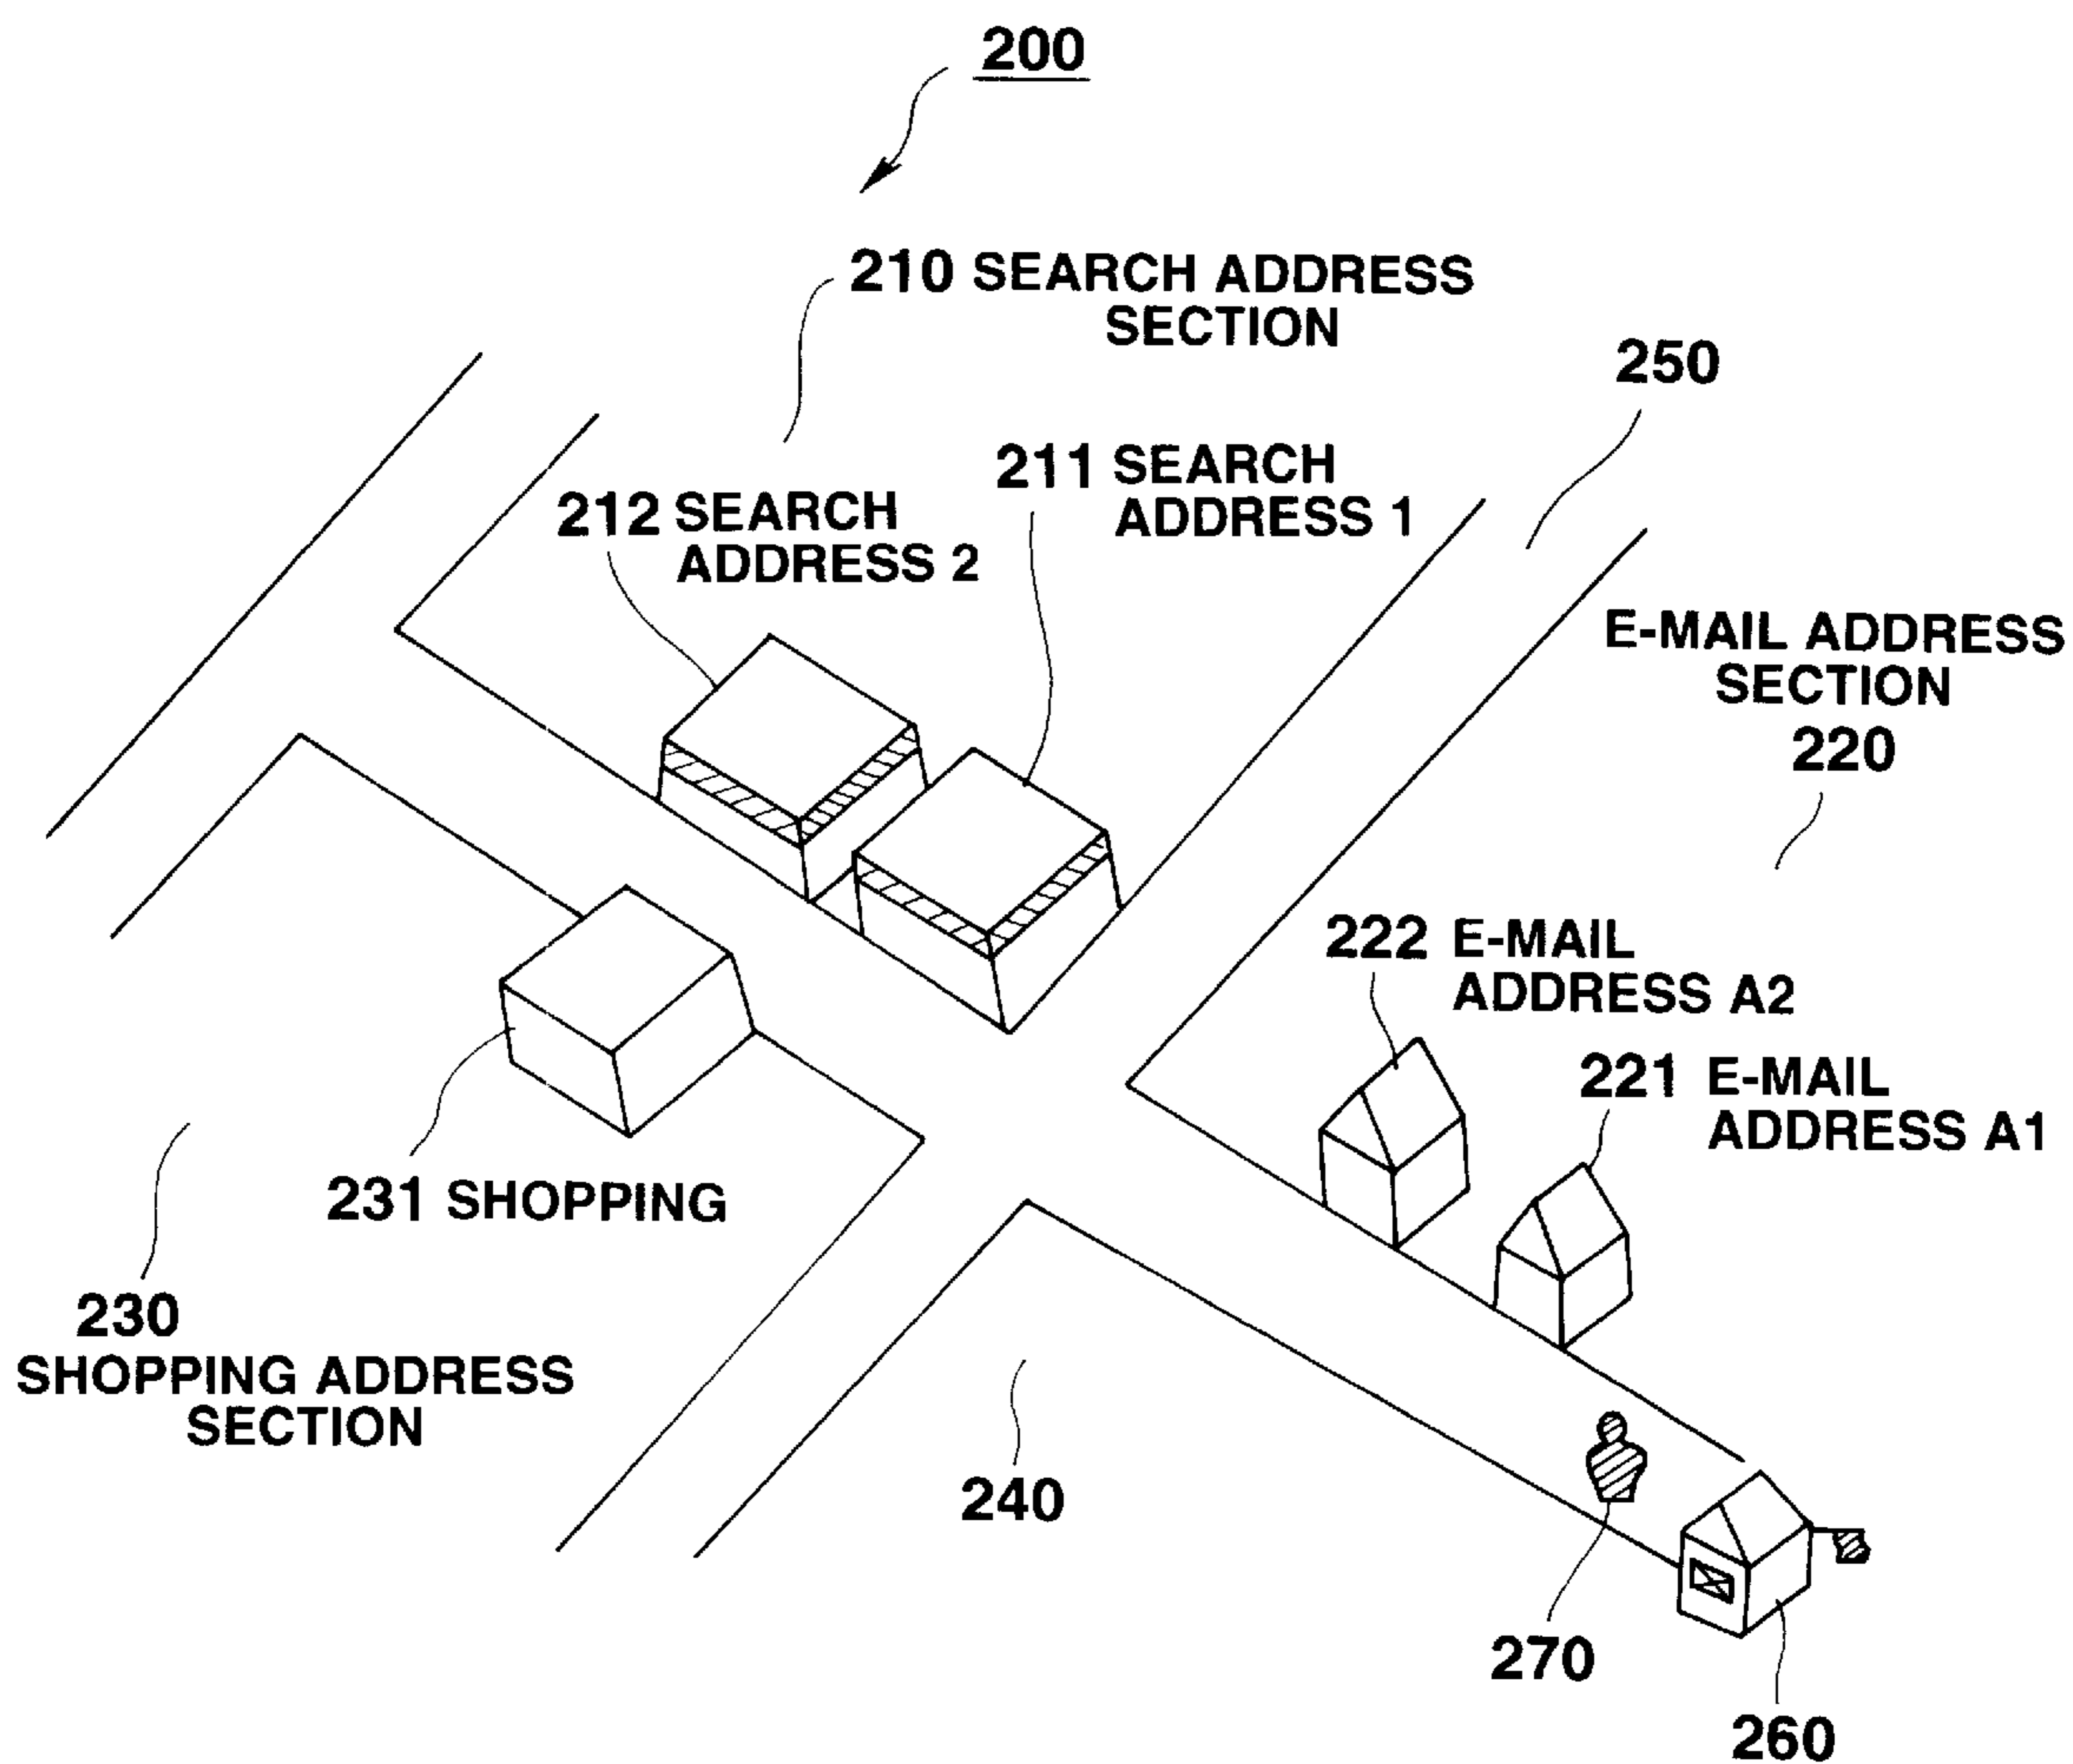 200
210 SEARCH ADDRESS
SECTION
250
211 SEARCH
ADDRESS 1
212 SEARCH
ADDRESS 2
E-MAIL ADDRESS
SECTION
220
222 E-MAIL
ADDRESS A2
221 E-MAIL
ADDRESS A1
231 SHOPPING
230
SHOPPING ADDRESS
SECTION
240
270
260